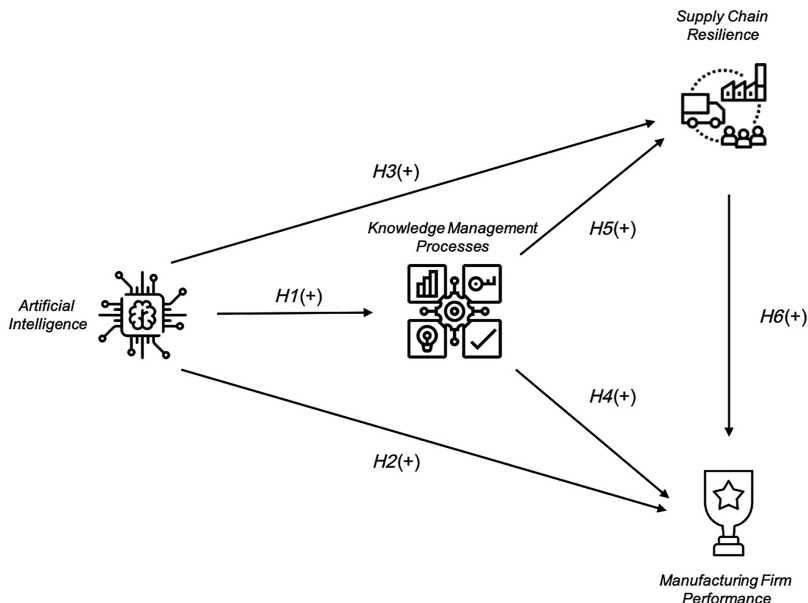 Supply Chain
Resilience
H3(+)
Knowledge Management
Processes
H5(+)
Artificial
Intelligence
H1(+)
H6(+)
H4(+)
H2(+)
Manufacturing Firm
Performance